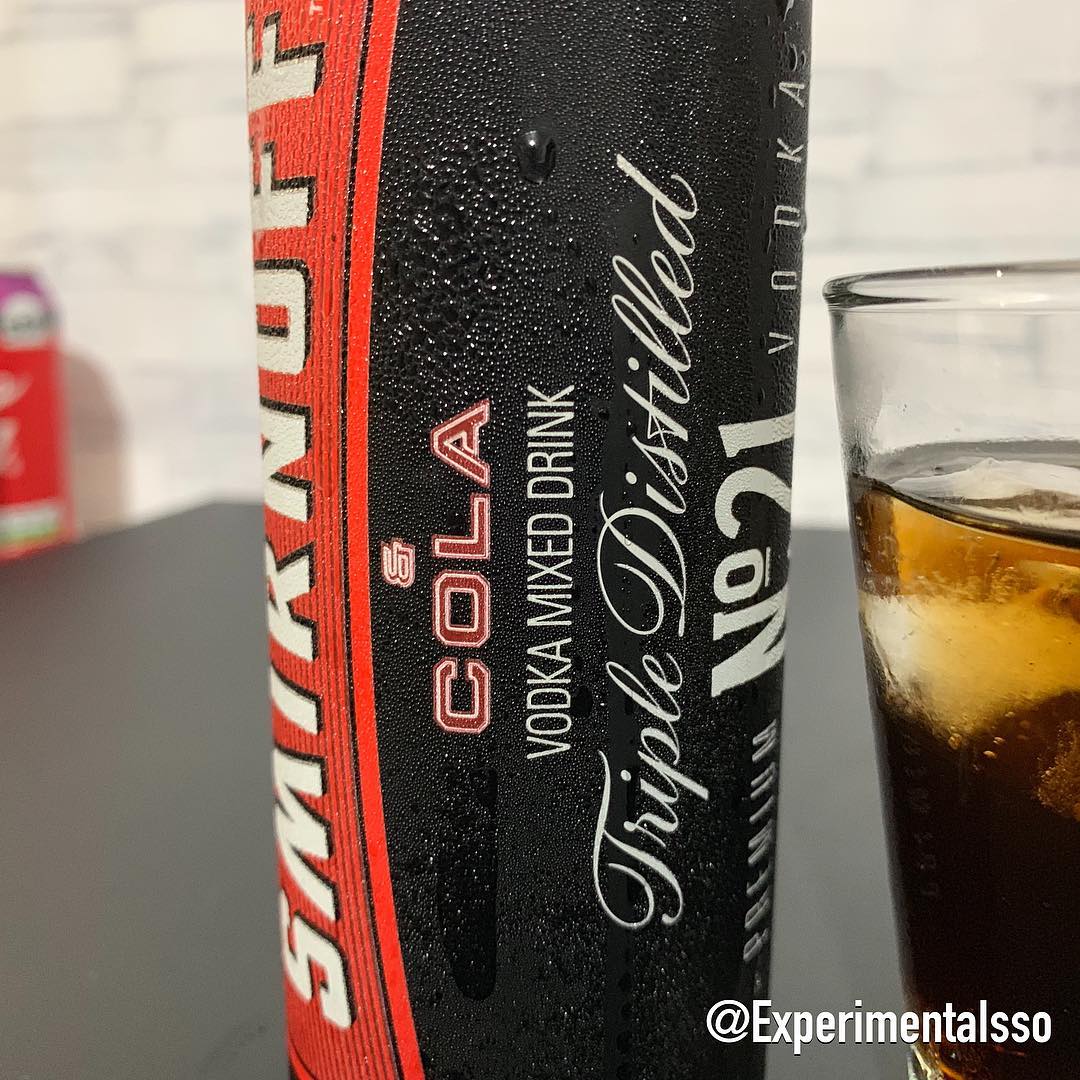 SMIRNOFF
&
COLA
VODKA MIXED DRINK
Triple Distilled
Nº21
PREMIUM VODKA
@Experimentalsso